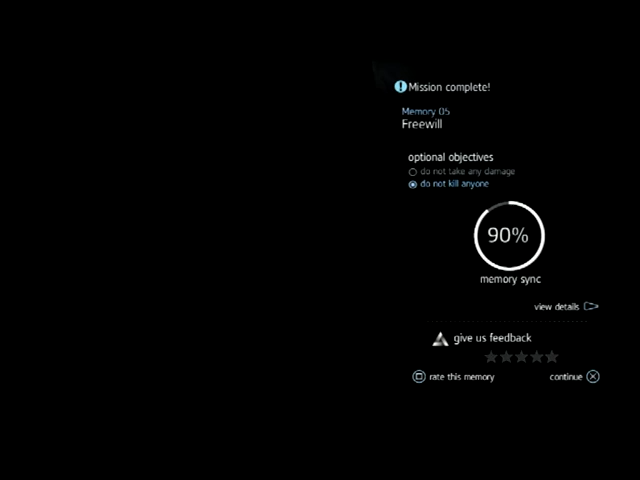 Mission complete!
Memory 05
Freewill
optional objectives
do not take any damage
do not kill anyone
90%
memory sync
view details
give us feedback
rate this memory
continue